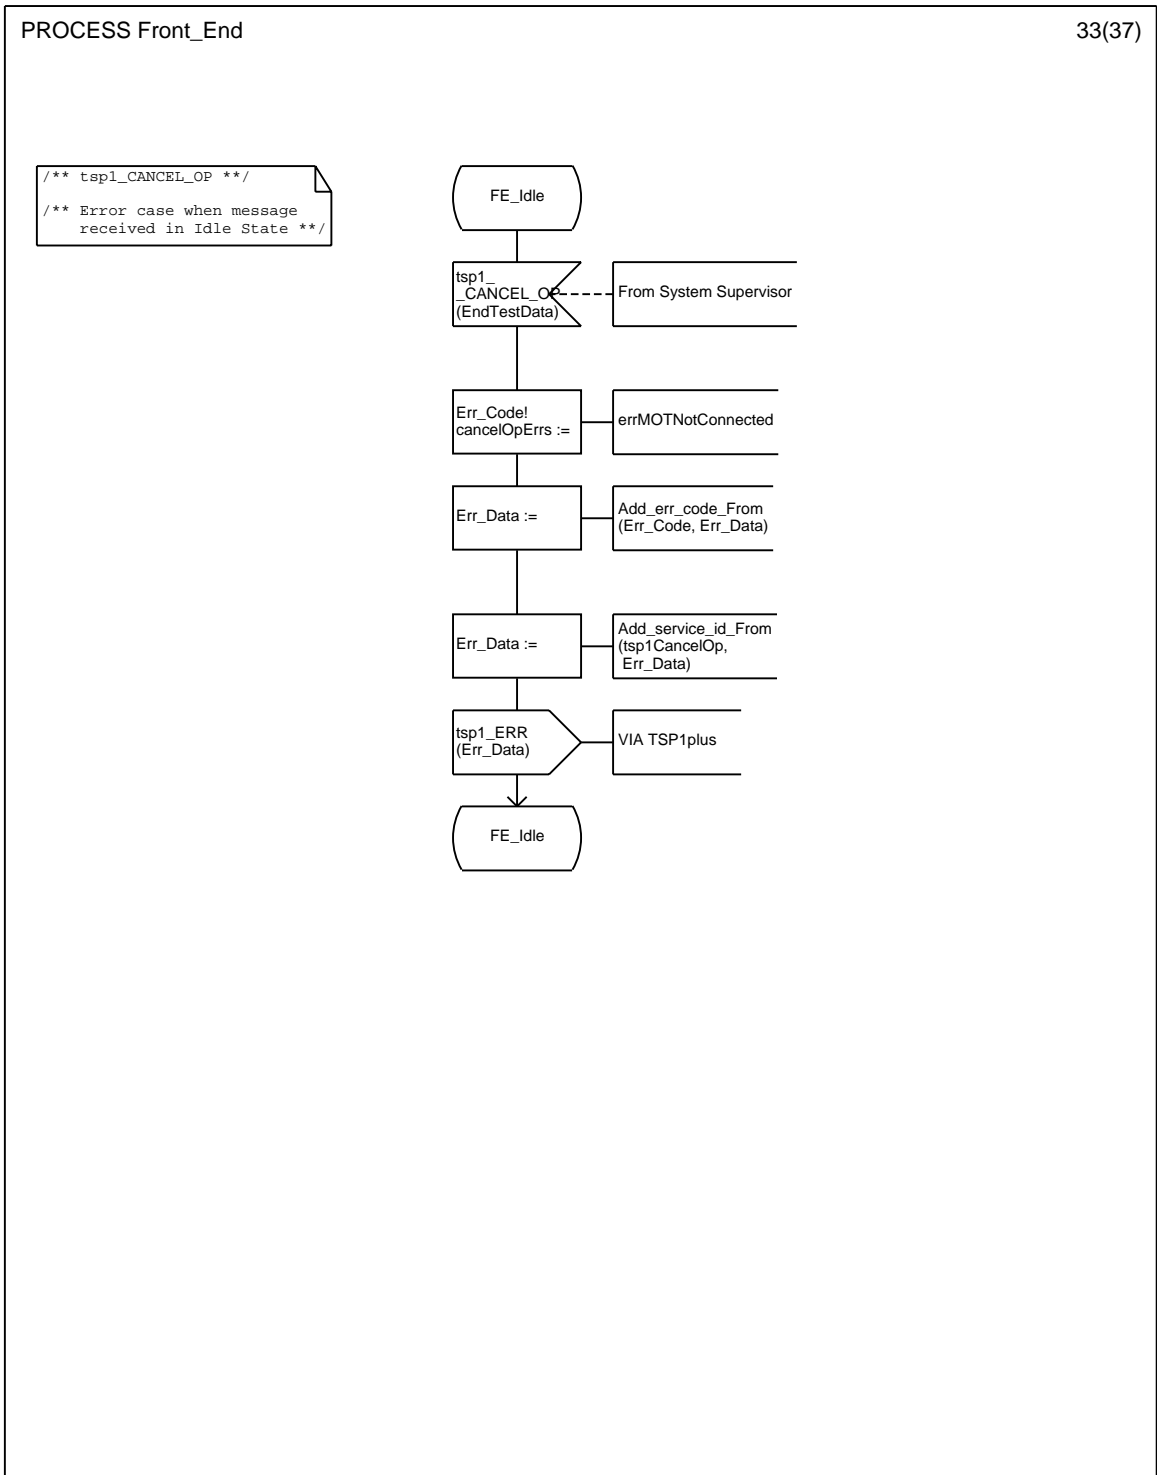 PROCESS Front_End
33(37)
/** tsp1_CANCEL_OP **/
/** Error case when message
received in Idle State **/
FE_Idle
tsp1_
_CANCEL_OP
(EndTestData)
From System Supervisor
Err_Code!
cancelOpErrs :=
errMOTNotConnected
Err_Data :=
Add_err_code_From
(Err_Code, Err_Data)
Err_Data :=
Add_service_id_From
(tsp1CancelOp,
Err_Data)
tsp1_ERR
(Err_Data)
VIA TSP1plus
FE_Idle